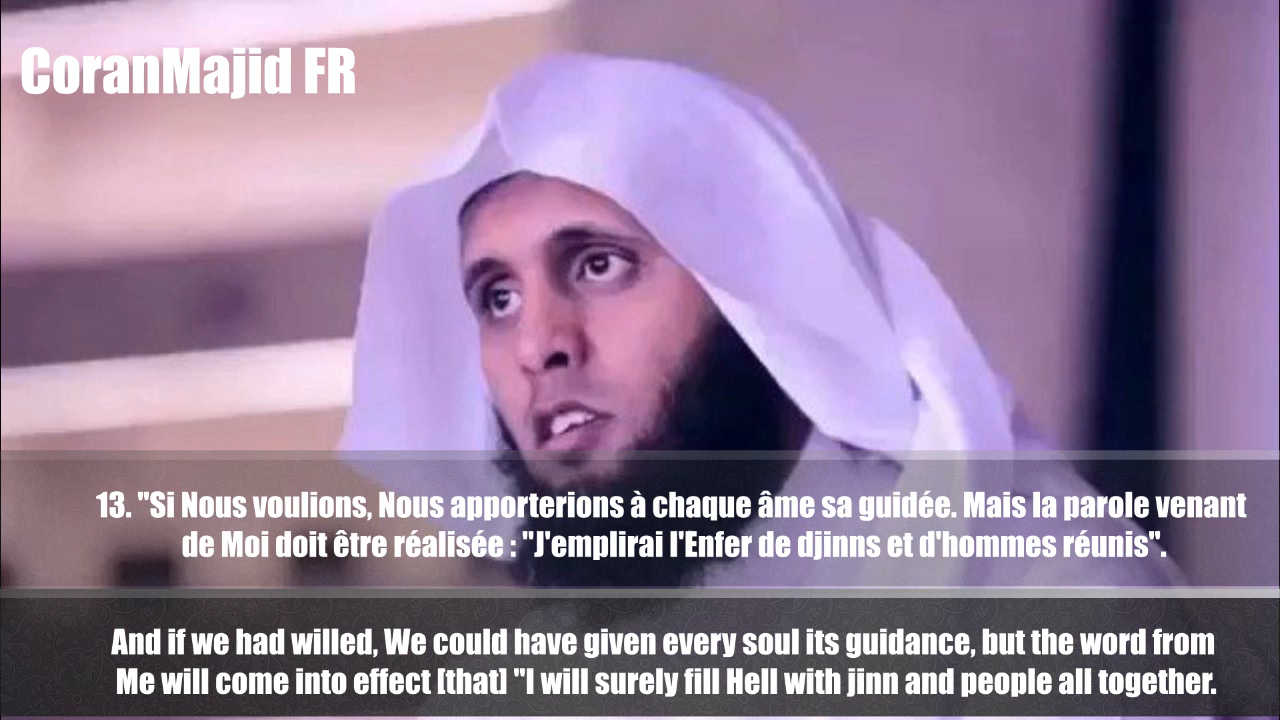 CoranMajid FR
13. "Si Nous voulions, Nous apporterions à chaque âme sa guidée. Mais la parole venant
de Moi doit être réalisée : "J'emplirai l'Enfer de djinns et d'hommes réunis".
And if we had willed, We could have given every soul its guidance, but the word from
Me will come into effect [that] "I will surely fill Hell with jinn and people all together.